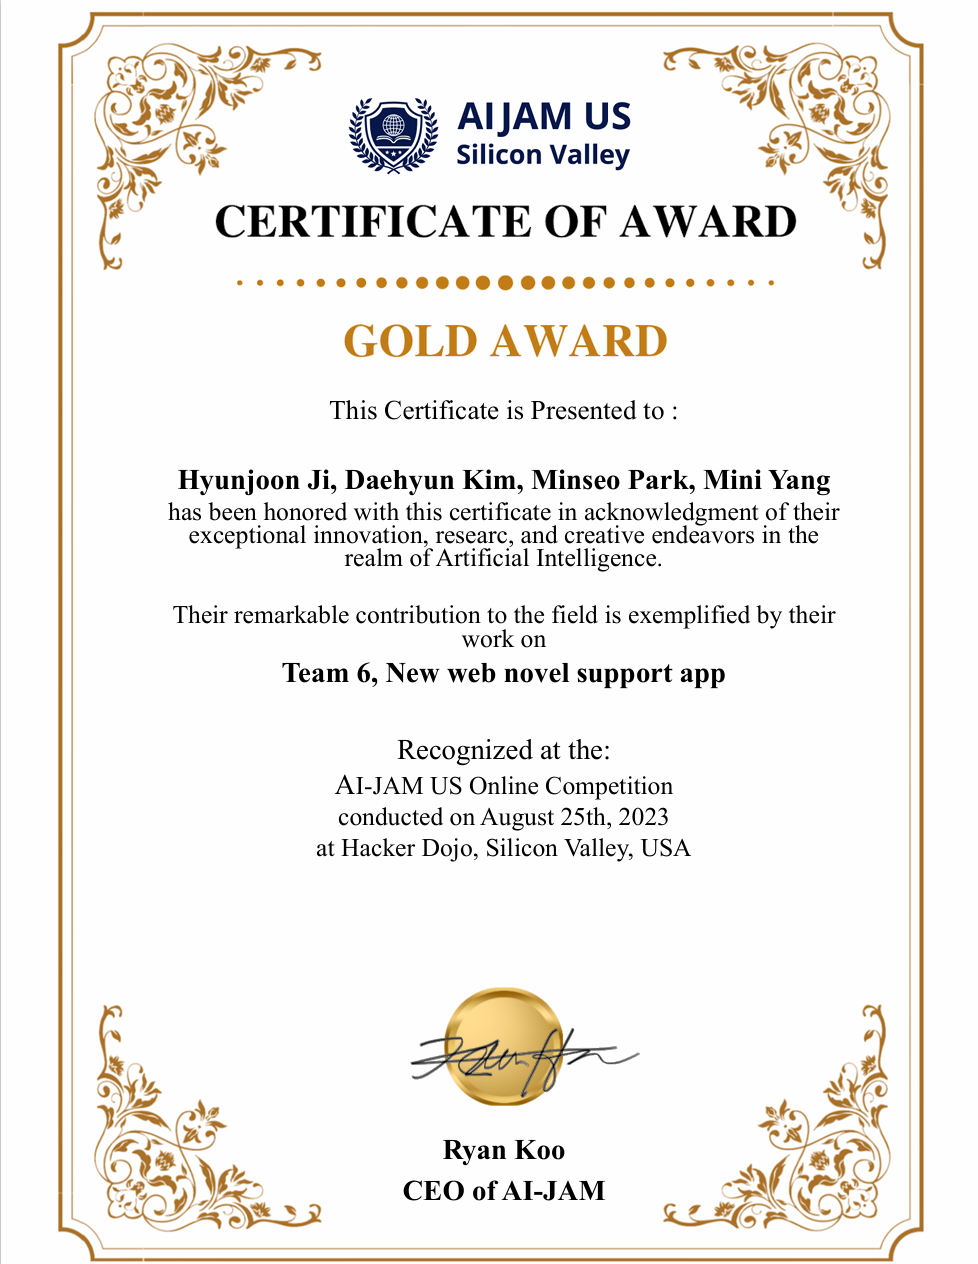 AI JAM US
Silicon Valley
CERTIFICATE OF AWARD
GOLD AWARD
This Certificate is Presented to :
Hyunjoon Ji, Daehyun Kim, Minseo Park, Mini Yang
has been honored with this certificate in acknowledgment of their
exceptional innovation, researc, and creative endeavors in the
realm of Artificial Intelligence.
Their remarkable contribution to the field is exemplified by their
work on
Team 6, New web novel support app
Recognized at the:
AI-JAM US Online Competition
conducted on August 25th, 2023
at Hacker Dojo, Silicon Valley, USA
Ryan Koo
CEO of AI-JAM